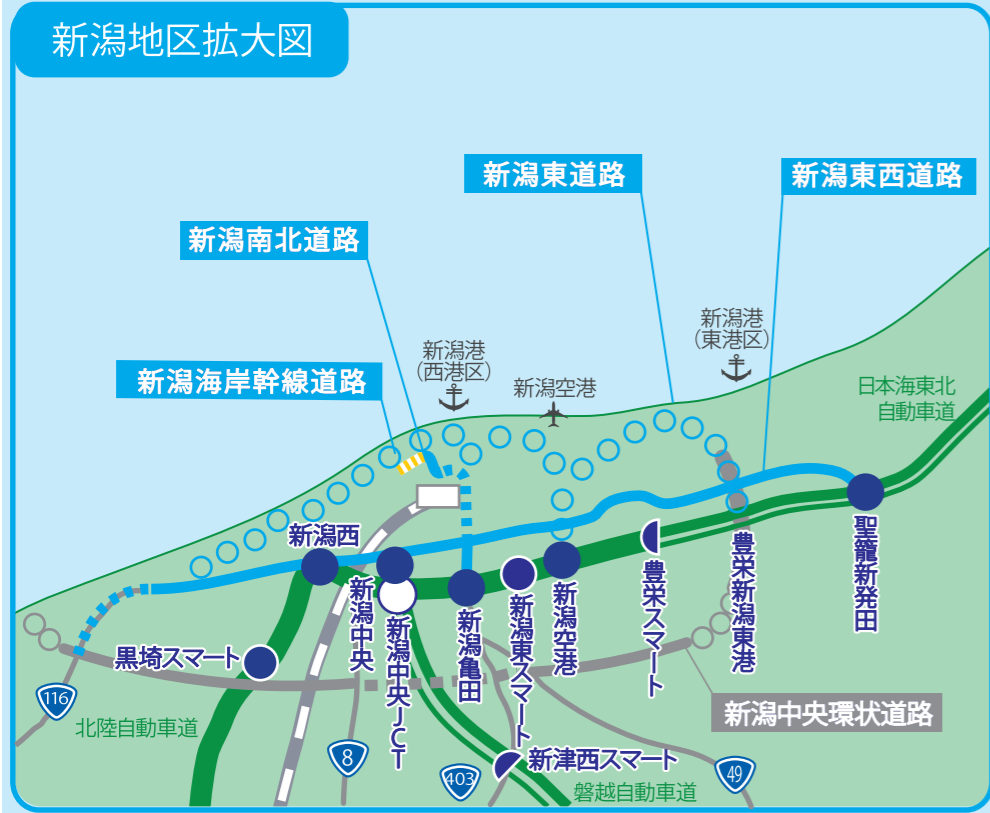 新潟地区拡大図
新潟東道路
新潟東西道路
新潟南北道路
新潟海岸幹線道路
新潟港
(東港区)
新潟港
(西港区)
新潟空港
日本海東北
自動車道
新潟西
新潟中央
新潟中央JCT
新潟亀田
新潟東スマート
新潟空港
豊栄スマート
豊栄新潟東港
聖籠新発田
黒埼スマート
116
北陸自動車道
新潟中央環状道路
8
403
新津西スマート
49
磐越自動車道